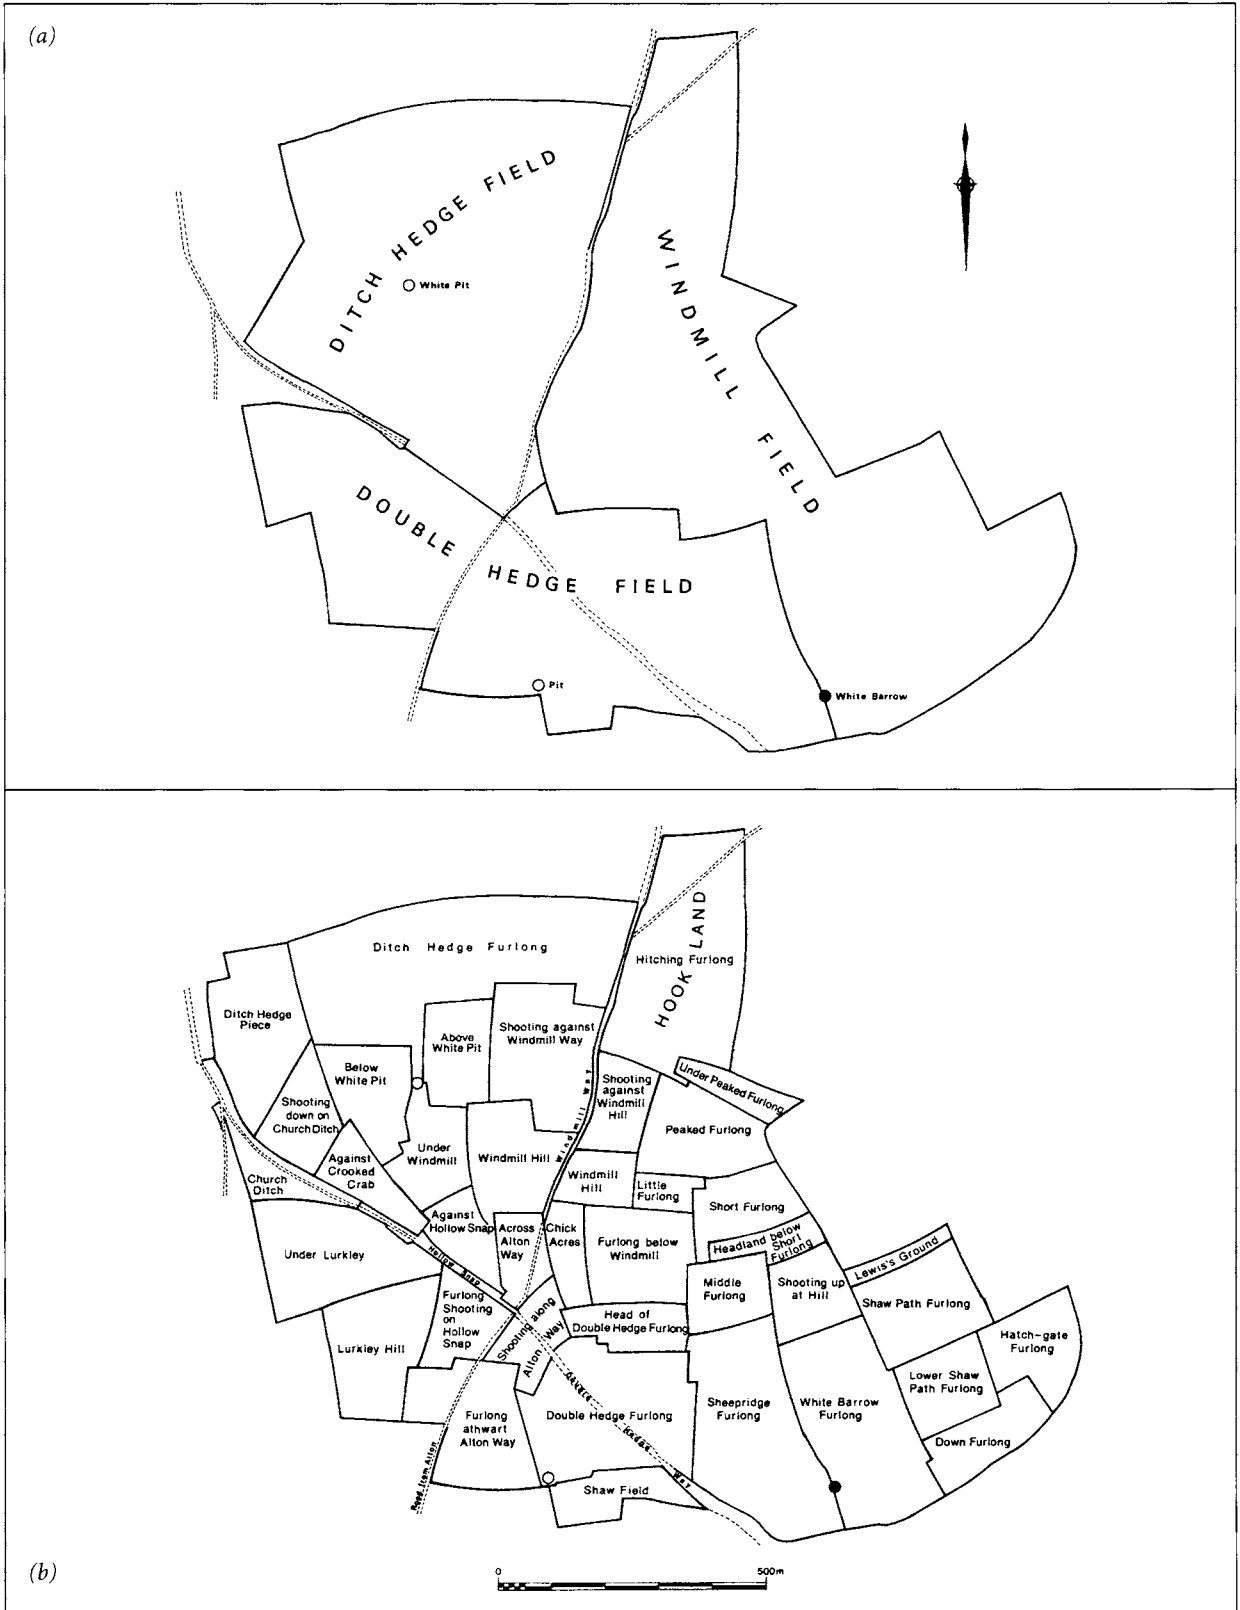 (a)
DITCH HEDGE FIELD
White Pit
WINDMILL FIELD
DOUBLE HEDGE FIELD
Pit
White Barrow
HOOK LAND
Hitching Furlong
Ditch Hedge Furlong
Ditch Hedge
Piece
Above
White Pit
Shooting against
Windmill Way
Below
White Pit
Shooting
down on
Church Ditch
Under Peaked Furlong
Shooting
against
Windmill
Hill
Windmill Way
Peaked Furlong
Against
Crooked
Crab
Under
Windmill
Windmill Hill
Windmill
Hill
Little
Furlong
Church
Ditch
Short Furlong
Against
Hollow Snap
Across
Alton
Way
Chick
Acres
Furlong below
Windmill
Headland below
Short
Furlong
Lewis's Ground
Under Lurkley
Hollow Snap
Middle
Furlong
Shooting up
at Hill
Shaw Path Furlong
Furlong
Shooting
on
Hollow
Snap
Shooting along
Alton Way
Head of
Double Hedge Furlong
Lurkley Hill
Hatch-gate
Furlong
Lower Shaw
Path Furlong
Sheepridge
Furlong
White Barrow
Furlong
Furlong
athwart
Alton Way
Double Hedge Furlong
Hedge
Way
Down Furlong
Road from Alton
Shaw Field
(b)
0
500m